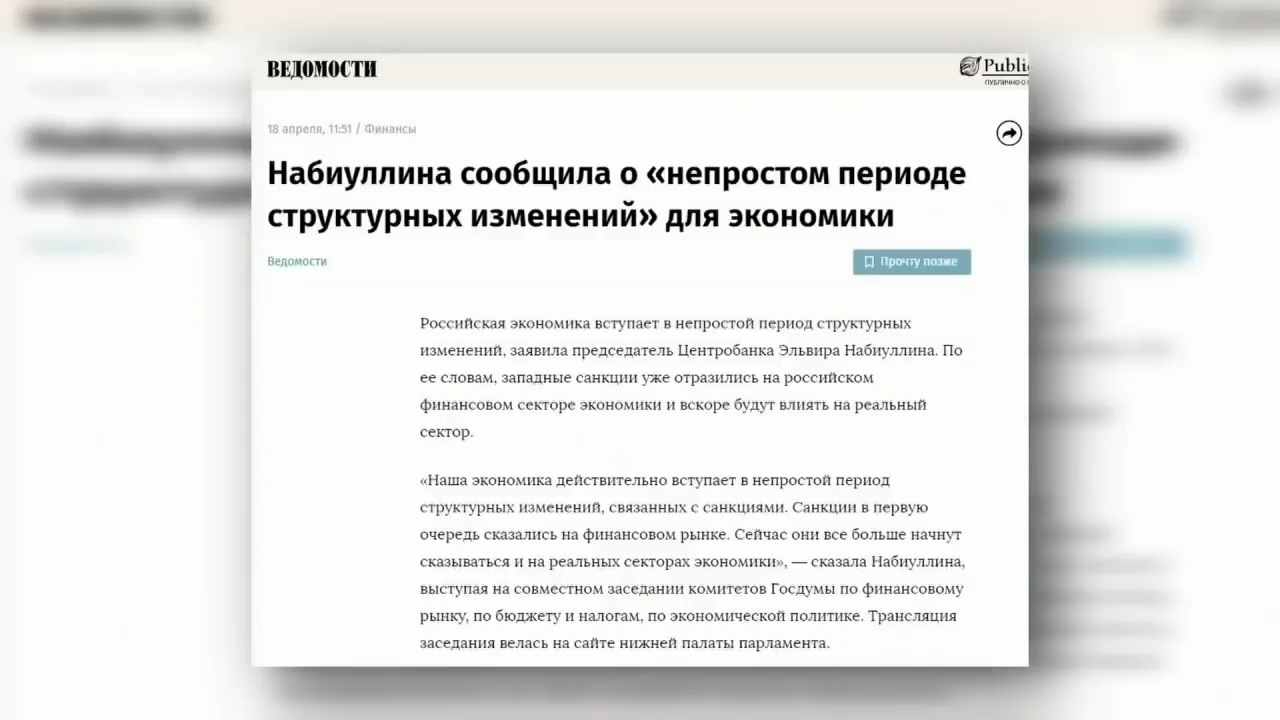 ВЕДОМОСТИ
Publi
ПУБЛИЧНО О
18 апреля, 11:51 / Финансы
Набиуллина сообщила о «непростом периоде
структурных изменений» для экономики
Ведомости
Прочту позже
Российская экономика вступает в непростой период структурных
изменений, заявила председатель Центробанка Эльвира Набиуллина. По
ее словам, западные санкции уже отразились на российском
финансовом секторе экономики и вскоре будут влиять на реальный
сектор.
«Наша экономика действительно вступает в непростой период
структурных изменений, связанных с санкциями. Санкции в первую
очередь сказались на финансовом рынке. Сейчас они все больше начнут
сказываться и на реальных секторах экономики», — сказала Набиуллина,
выступая на совместном заседании комитетов Госдумы по финансовому
рынку, по бюджету и налогам, по экономической политике. Трансляция
заседания велась на сайте нижней палаты парламента.